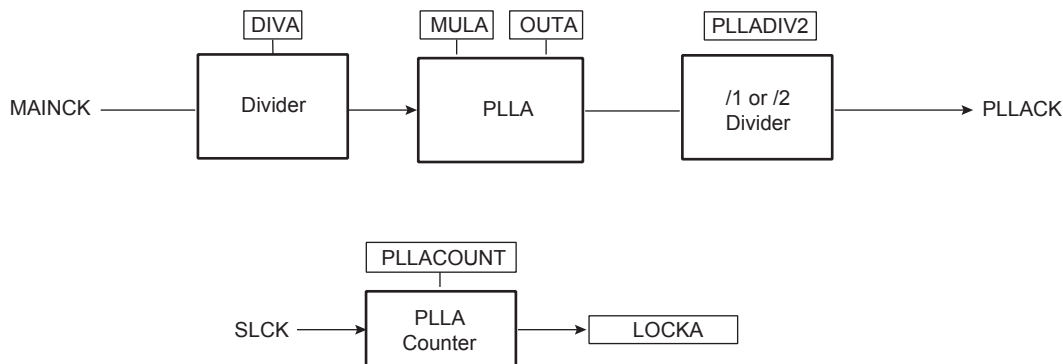 DIVA
MULA
OUTA
PLLADIV2
MAINCK
Divider
PLLA
/1 or /2
Divider
PLLACK
PLLACOUNT
SLCK
PLLA
Counter
LOCKA